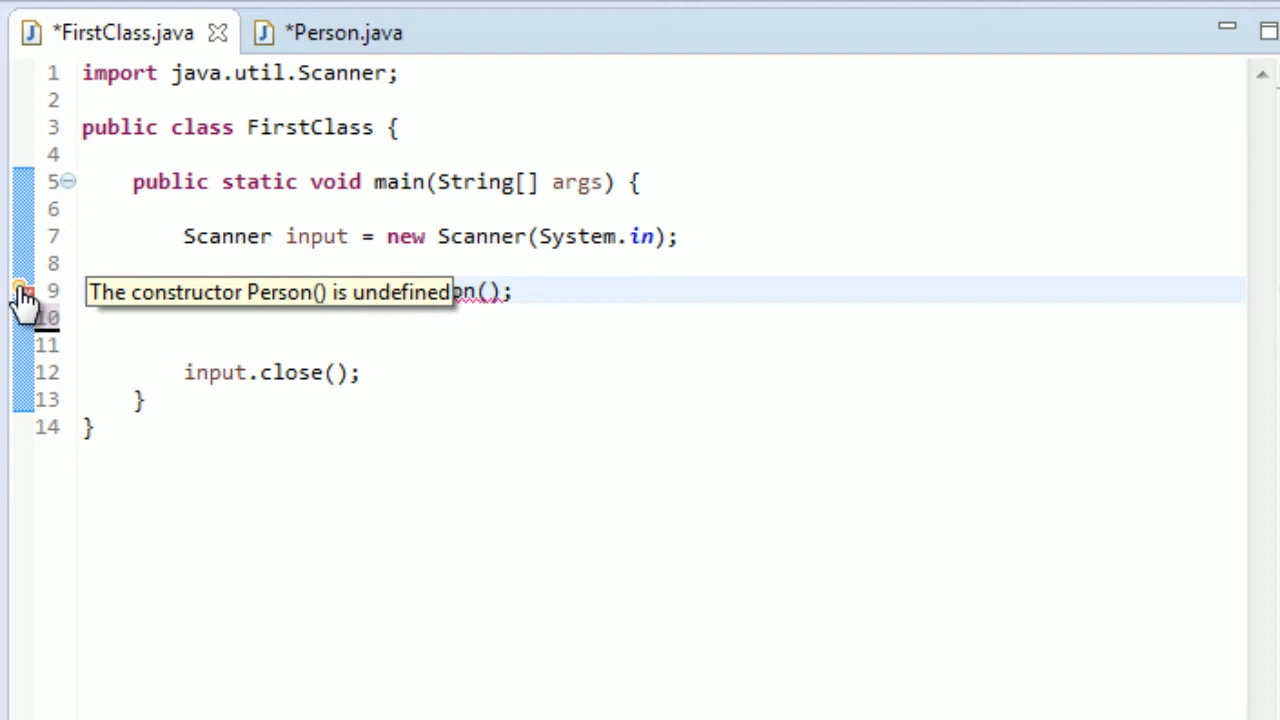 *FirstClass.java
*Person.java
1 import java.util.Scanner;
2
3 public class FirstClass {
4
5 public static void main(String[] args) {
6
7 Scanner input = new Scanner(System.in);
8
9 The constructor Person() is undefined on();
10
11
12 input.close();
13 }
14 }